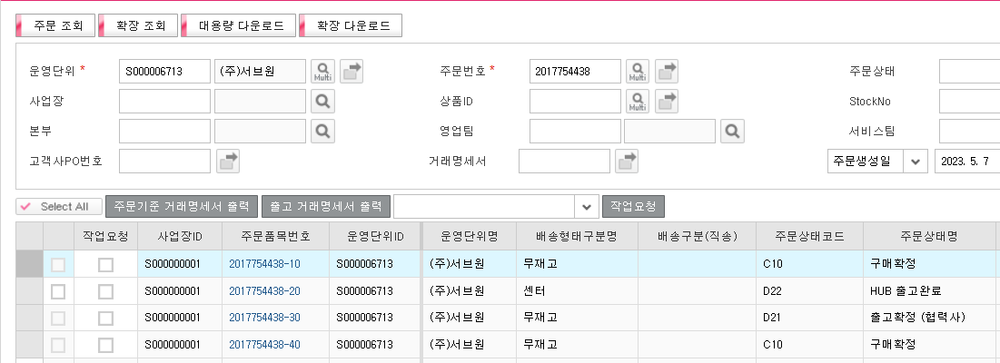 주문 조회 확장 조회 대용량 다운로드 확장 다운로드
운영단위 * S000006713 (주)서브원 Multi 주문번호 * 2017754438 Multi 주문상태
사업장 상품ID Multi StockNo
본부 영업팀 서비스팀
고객사PO번호 거래명세서 주문생성일 2023. 5. 7
Select All 주문기준 거래명세서 출력 출고 거래명세서 출력 작업요청
작업요청 사업장ID 주문품목번호 운영단위ID 운영단위명 배송형태구분명 배송구분(직송) 주문상태코드 주문상태명
S000000001 2017754438-10 S000006713 (주)서브원 무재고 C10 구매확정
S000000001 2017754438-20 S000006713 (주)서브원 센터 D22 HUB 출고완료
S000000001 2017754438-30 S000006713 (주)서브원 무재고 D21 출고확정 (협력사)
S000000001 2017754438-40 S000006713 (주)서브원 무재고 C10 구매확정